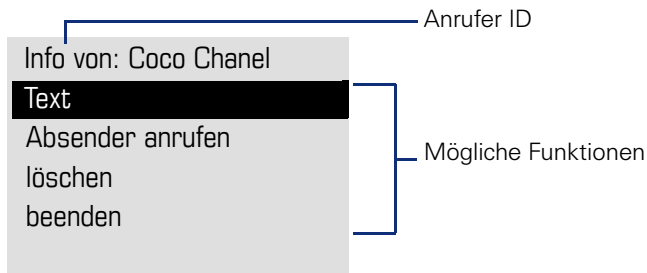 Anrufer ID
Info von: Coco Chanel
Text
Absender anrufen
löschen
beenden
Mögliche Funktionen